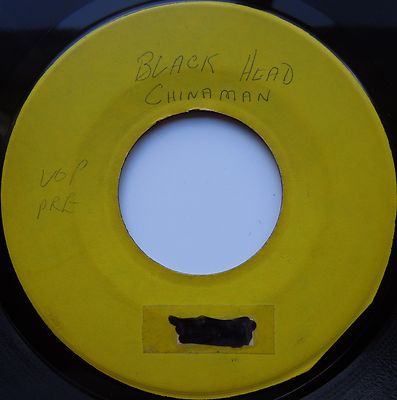 BLACK HEAD
CHINAMAN
VOP
PRE